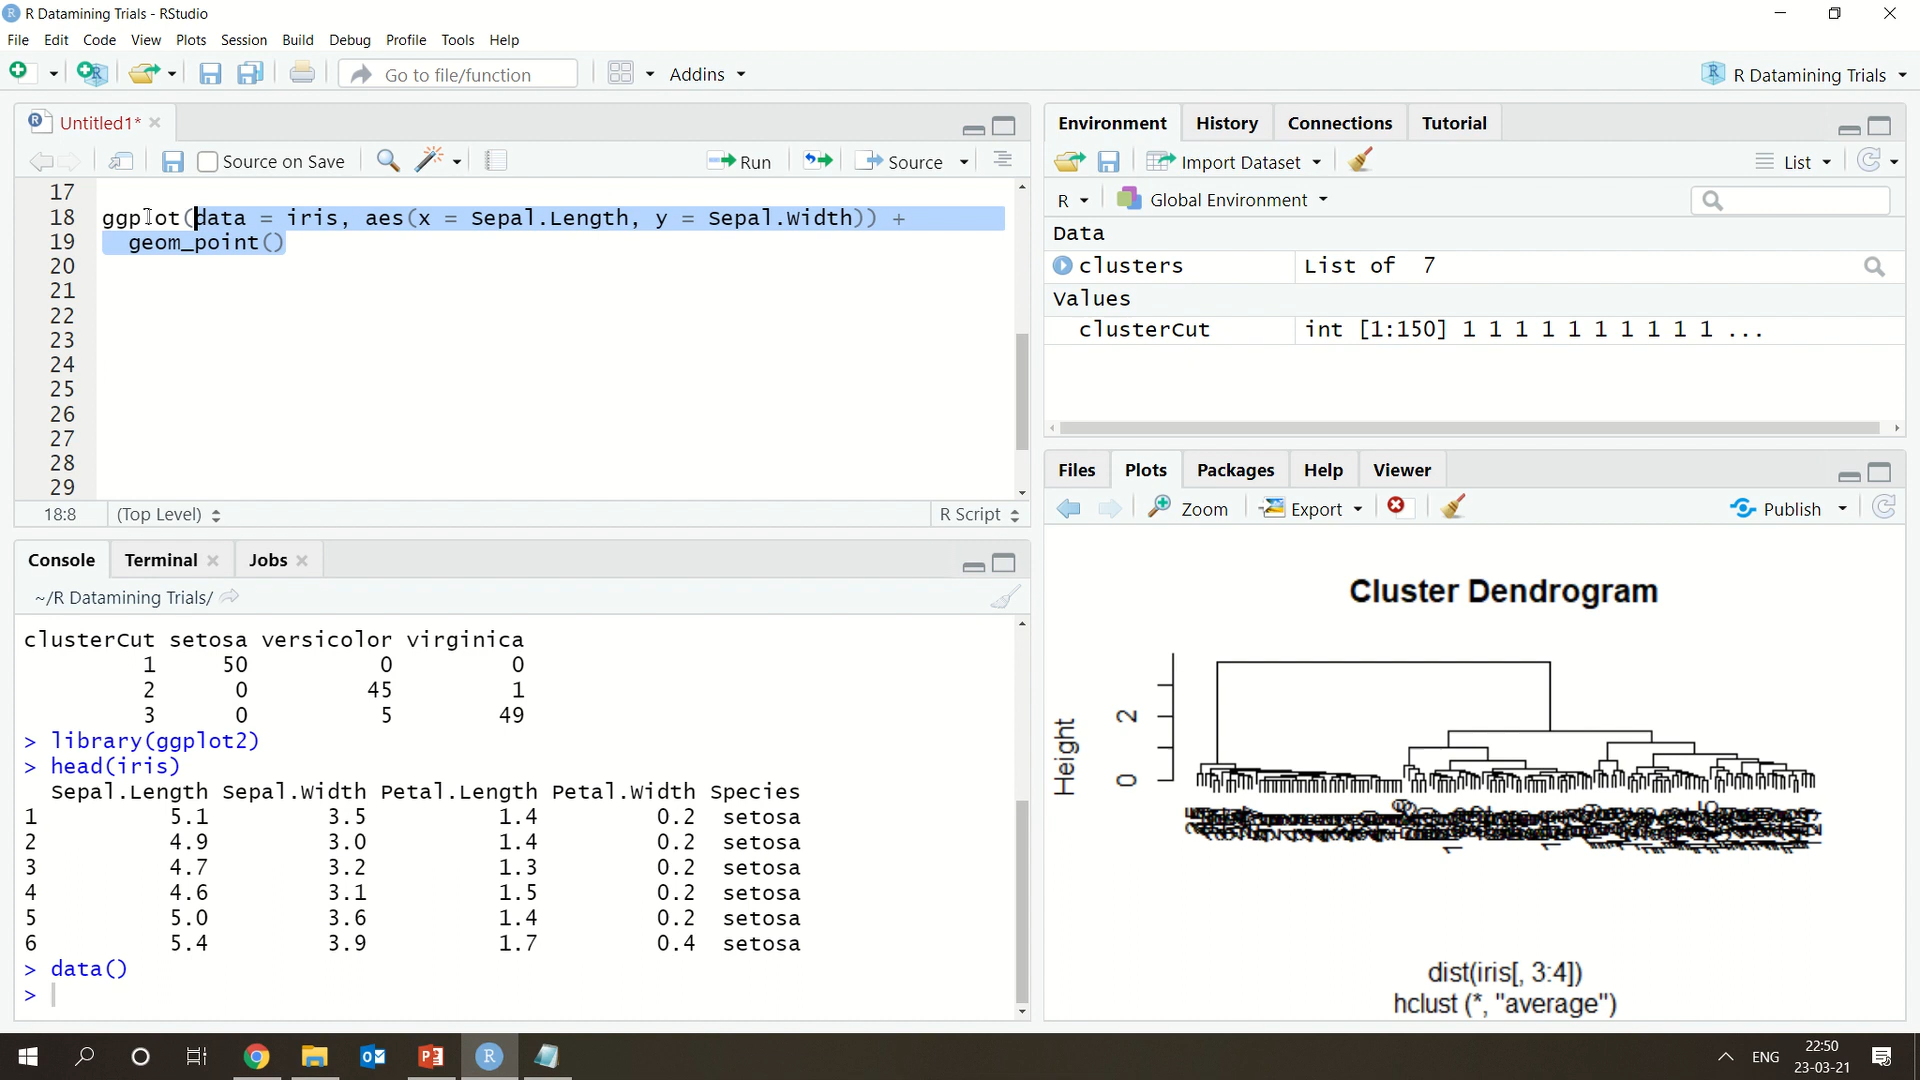 R Datamining Trials - RStudio
File Edit Code View Plots Session Build Debug Profile Tools Help
Go to file/function
Addins
R Datamining Trials
Untitled1*
Source on Save
Run
Source
17
18 ggplot(data = iris, aes(x = Sepal.Length, y = Sepal.Width)) +
19 geom_point()
20
21
22
23
24
25
26
27
28
29
18:8 (Top Level) R Script
Console Terminal Jobs
~/R Datamining Trials/
clusterCut setosa versicolor virginica
1 50 0 0
2 0 45 1
3 0 5 49
> library(ggplot2)
> head(iris)
Sepal.Length Sepal.Width Petal.Length Petal.Width Species
1 5.1 3.5 1.4 0.2 setosa
2 4.9 3.0 1.4 0.2 setosa
3 4.7 3.2 1.3 0.2 setosa
4 4.6 3.1 1.5 0.2 setosa
5 5.0 3.6 1.4 0.2 setosa
6 5.4 3.9 1.7 0.4 setosa
> data()
>
Environment History Connections Tutorial
Import Dataset
List
R Global Environment
Data
clusters List of 7
Values
clusterCut int [1:150] 1 1 1 1 1 1 1 1 1 1 ...
Files Plots Packages Help Viewer
Zoom Export Publish
Cluster Dendrogram
Height
0 2
dist(iris[, 3:4])
hclust (*, "average")
ENG
22:50
23-03-21